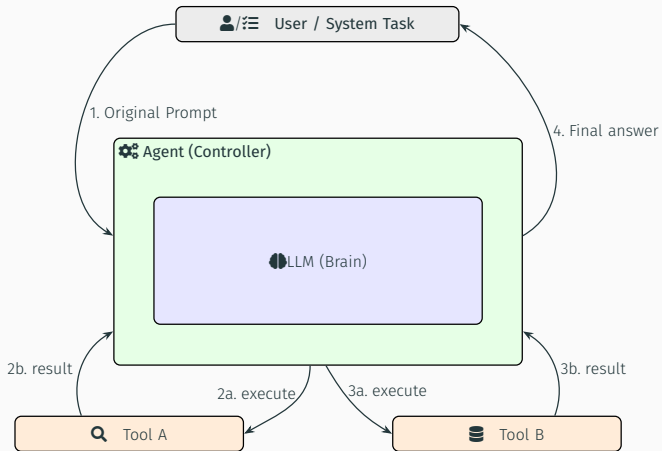 / User / System Task
1. Original Prompt
4. Final answer
Agent (Controller)
LLM (Brain)
2b. result
3b. result
2a. execute
3a. execute
Tool A
Tool B